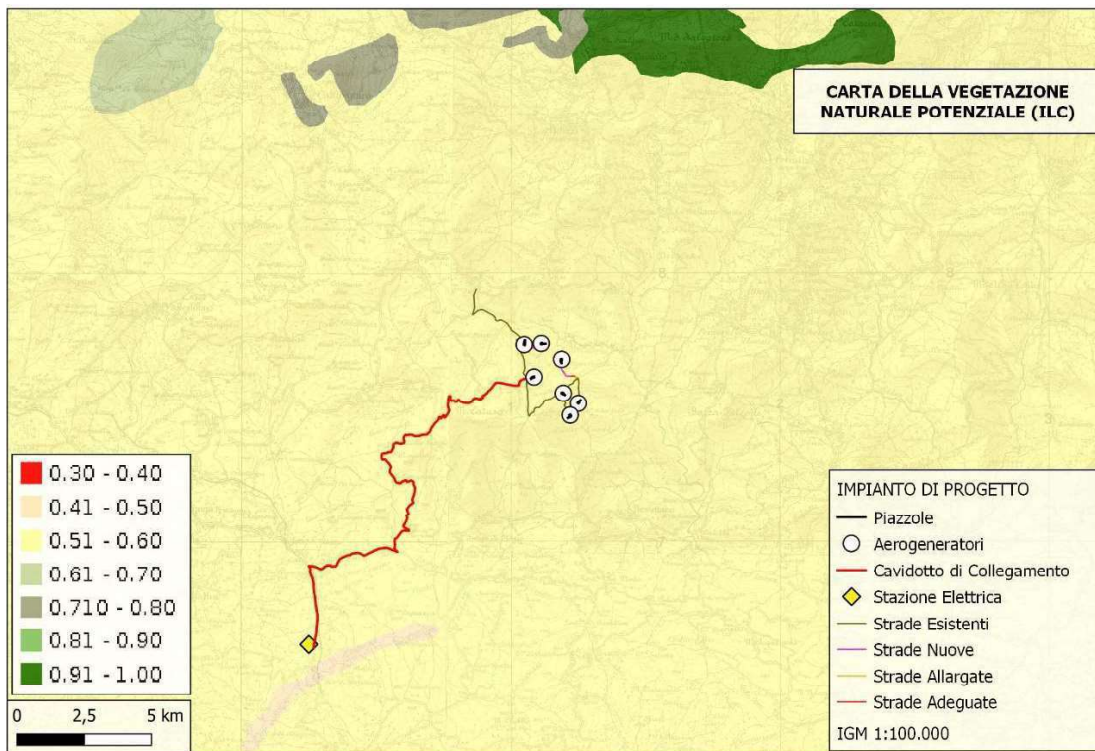 CARTA DELLA VEGETAZIONE
NATURALE POTENZIALE (ILC)
0.30 - 0.40
0.41 - 0.50
0.51 - 0.60
0.61 - 0.70
0.710 - 0.80
0.81 - 0.90
0.91 - 1.00
0 2,5 5 km
IMPIANTO DI PROGETTO
Piazzole
Aerogeneratori
Cavidotto di Collegamento
Stazione Elettrica
Strade Esistenti
Strade Nuove
Strade Allargate
Strade Adeguate
IGM 1:100.000